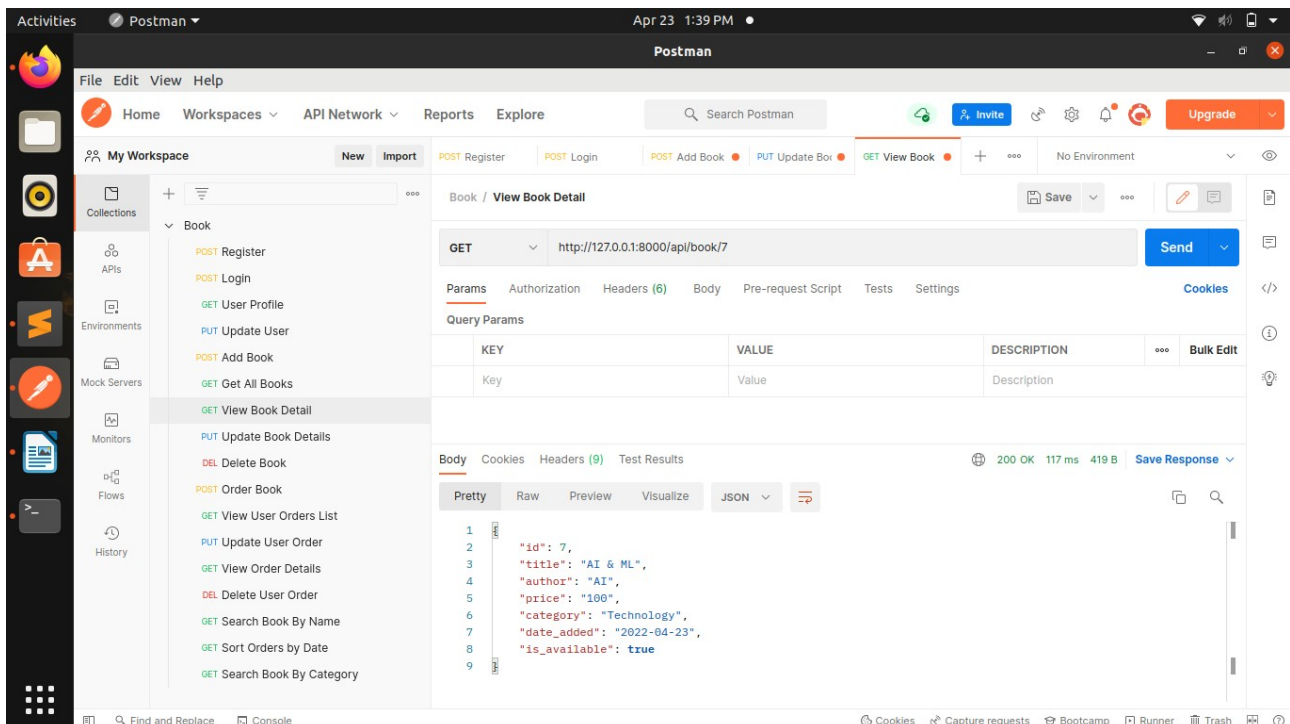 Activities Postman Apr 23 1:39 PM
Postman
File Edit View Help
Home Workspaces API Network Reports Explore Search Postman Invite Upgrade
My Workspace New Import POST Register POST Login POST Add Book PUT Update Boo GET View Book No Environment
Collections
APIs
Environments
Mock Servers
Monitors
Flows
History
Book
POST Register
POST Login
GET User Profile
PUT Update User
POST Add Book
GET Get All Books
GET View Book Detail
PUT Update Book Details
DEL Delete Book
POST Order Book
GET View User Orders List
PUT Update User Order
GET View Order Details
DEL Delete User Order
GET Search Book By Name
GET Sort Orders by Date
GET Search Book By Category
Book / View Book Detail Save
GET http://127.0.0.1:8000/api/book/7 Send
Params Authorization Headers (6) Body Pre-request Script Tests Settings Cookies
Query Params
KEY VALUE DESCRIPTION Bulk Edit
Key Value Description
Body Cookies Headers (9) Test Results 200 OK 117 ms 419 B Save Response
Pretty Raw Preview Visualize JSON
1 {
2 "id": 7,
3 "title": "AI & ML",
4 "author": "AI",
5 "price": "100",
6 "category": "Technology",
7 "date_added": "2022-04-23",
8 "is_available": true
9 }
Find and Replace Console Cookies Capture requests Bootcamp Runner Trash